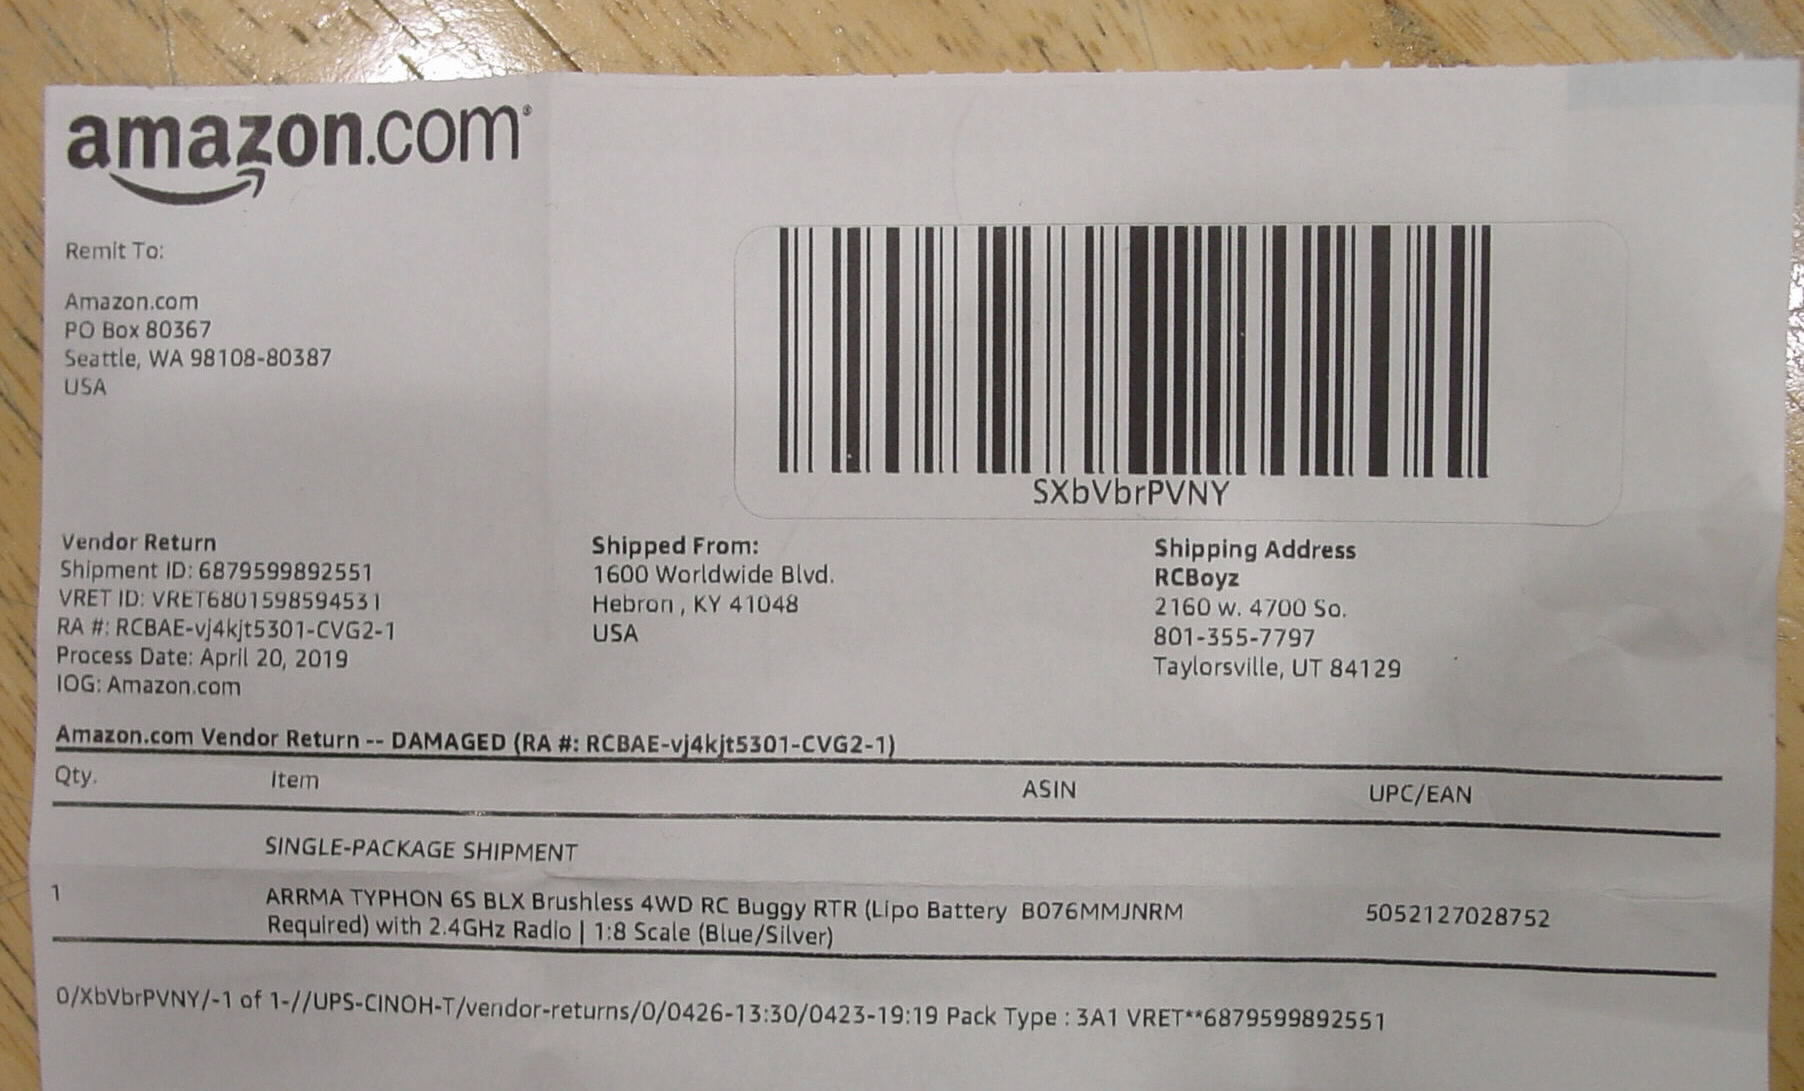 amazon.com
Remit To:
Amazon.com
PO Box 80367
Seattle, WA 98108-80387
USA
SXbVbrPVNY
Vendor Return
Shipment ID: 6879599892551
VRET ID: VRET6801598594531
RA #: RCBAE-vj4kjt5301-CVG2-1
Process Date: April 20, 2019
IOG: Amazon.com
Shipped From:
1600 Worldwide Blvd.
Hebron , KY 41048
USA
Shipping Address
RCBoyz
2160 w. 4700 So.
801-355-7797
Taylorsville, UT 84129
Amazon.com Vendor Return -- DAMAGED (RA #: RCBAE-vj4kjt5301-CVG2-1)
Qty. Item ASIN UPC/EAN
SINGLE-PACKAGE SHIPMENT
1 ARRMA TYPHON 6S BLX Brushless 4WD RC Buggy RTR (Lipo Battery B076MMJNRM 5052127028752
Required) with 2.4GHz Radio | 1:8 Scale (Blue/Silver)
0/XbVbrPVNY/-1 of 1-//UPS-CINOH-T/vendor-returns/0/0426-13:30/0423-19:19 Pack Type : 3A1 VRET**6879599892551